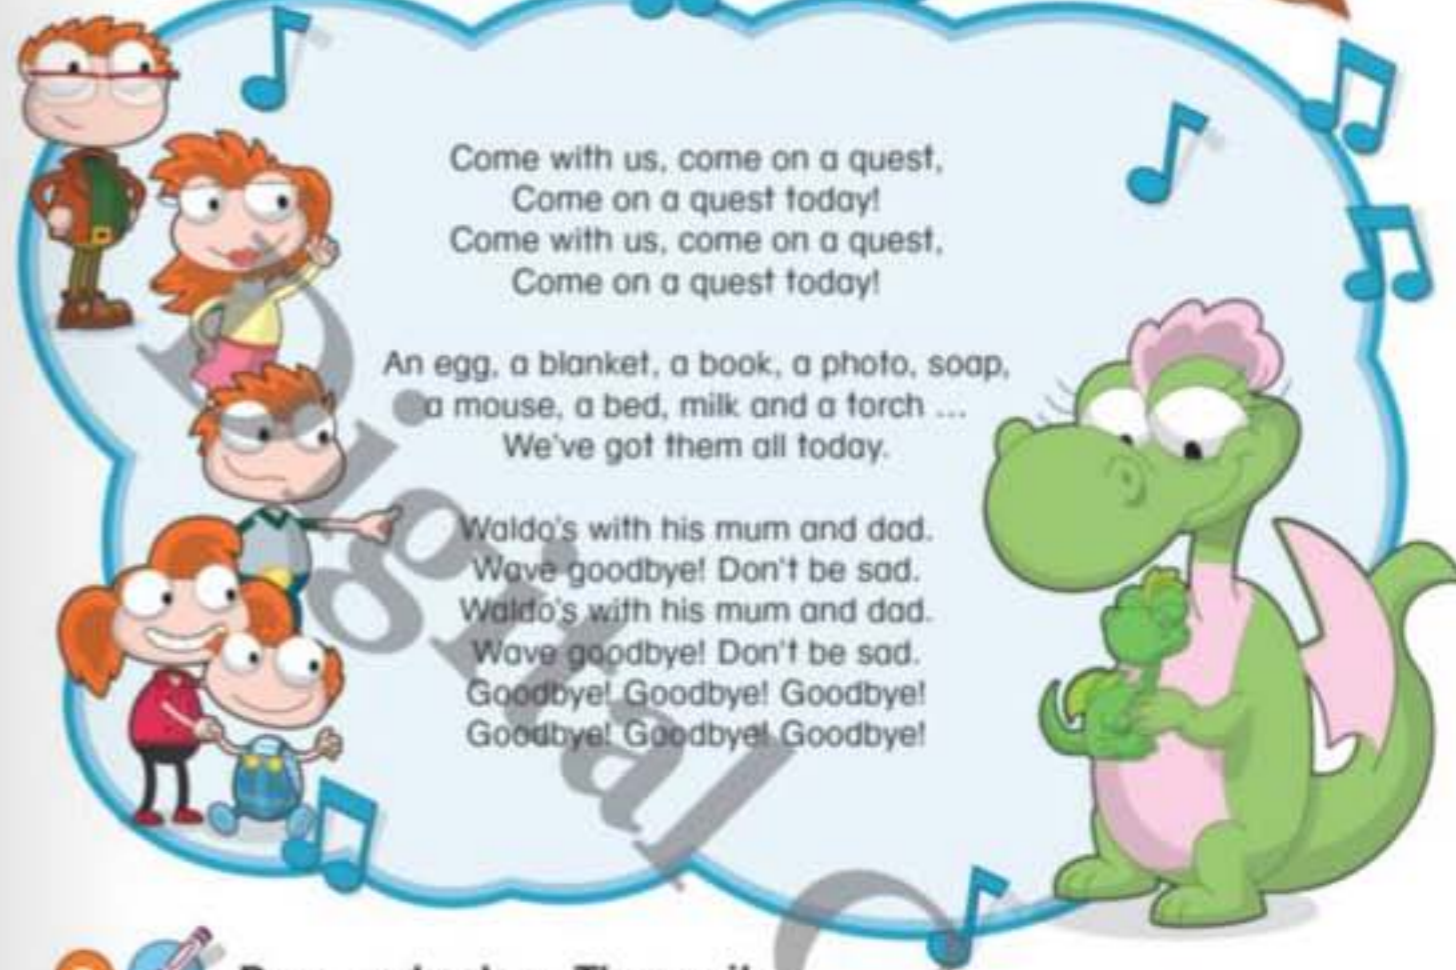 Come with us, come on a quest,
Come on a quest today!
Come with us, come on a quest,
Come on a quest today!
An egg, a blanket, a book, a photo, soap,
a mouse, a bed, milk and a torch ...
We've got them all today.
Waldo's with his mum and dad.
Wave goodbye! Don't be sad.
Waldo's with his mum and dad.
Wave goodbye! Don't be sad.
Goodbye! Goodbye! Goodbye!
Goodbye! Goodbye! Goodbye!
Digital